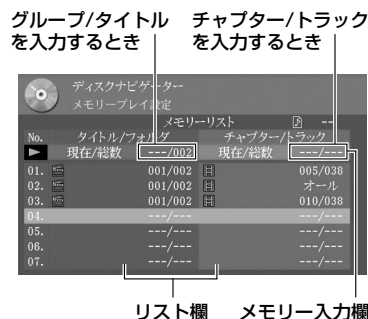 グループ/タイトル
を入力するとき
チャプター/トラック
を入力するとき
ディスクナビゲーター
メモリープレイ設定
メモリーリスト --
No. タイトル/フォルダ チャプター/トラック
現在/総数 ---/002 現在/総数 ---/---
01. 001/002 005/038
02. 001/002 オール
03. 001/002 010/038
04. ---/--- ---/---
05. ---/--- ---/---
06. ---/--- ---/---
07. ---/--- ---/---
リスト欄 メモリー入力欄